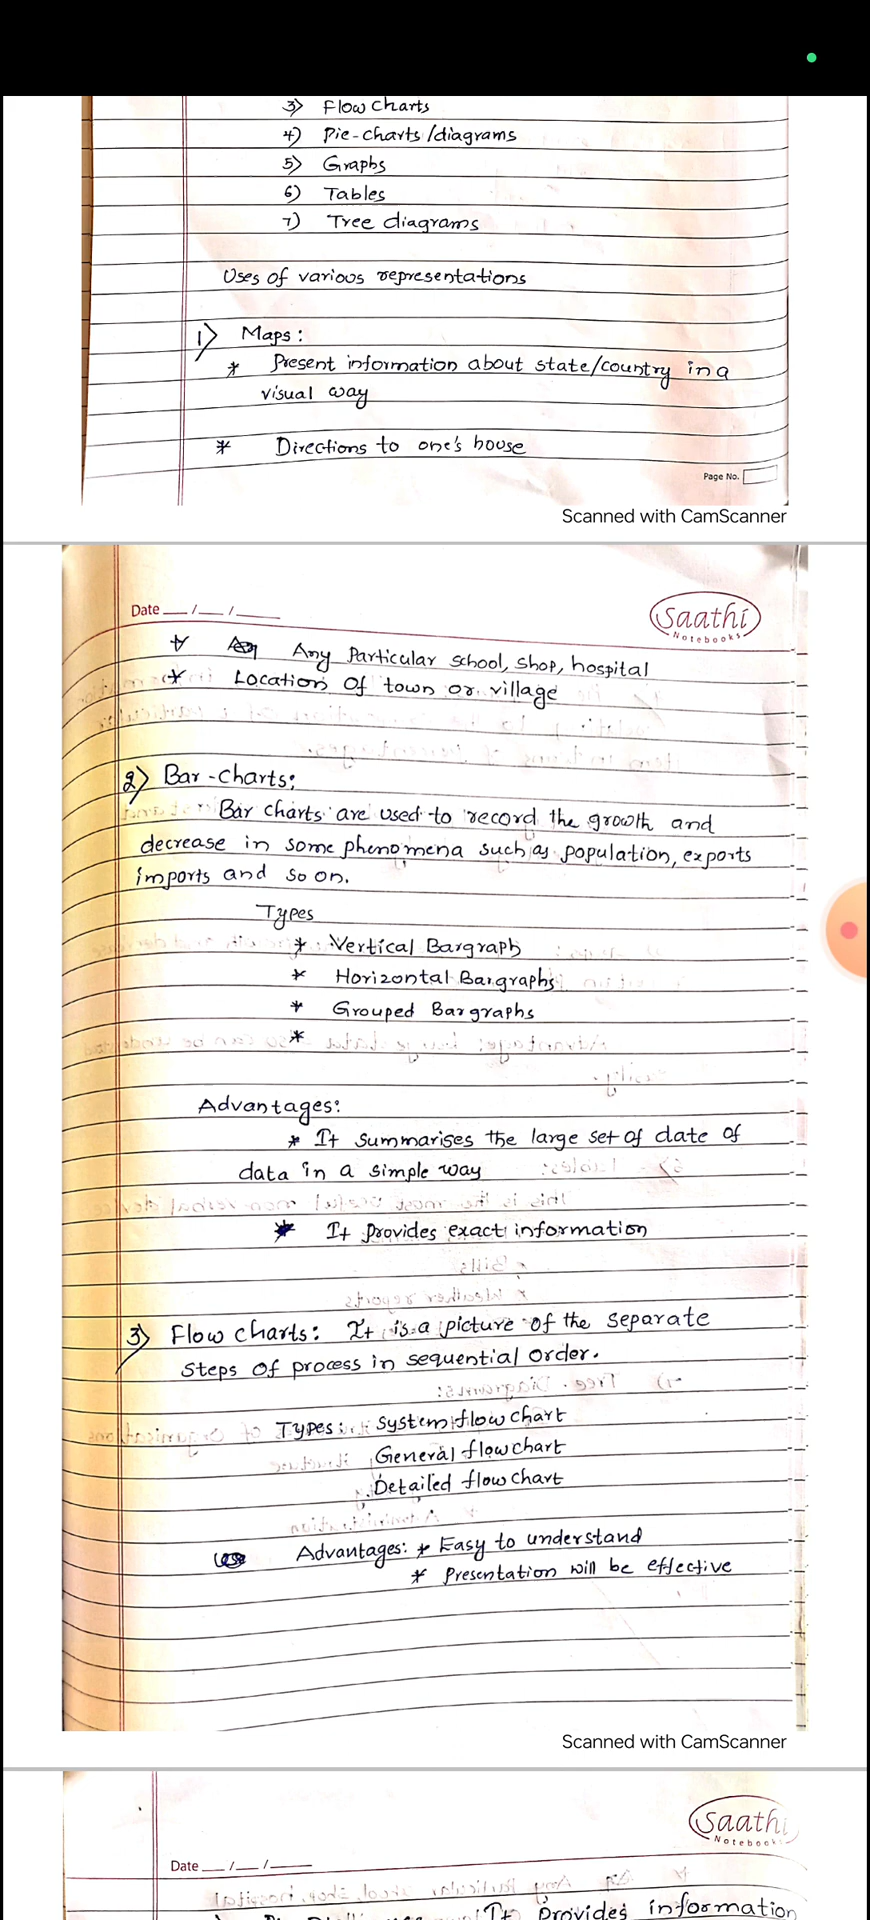 3) Flow Charts
4) Pie-charts/diagrams
5) Graphs
6) Tables
7) Tree diagrams
Uses of various representations
1) Maps:
* Present information about state/country in a
visual way
* Directions to one's house
Page No.
Scanned with CamScanner
Date __/__/____
Saathi
Notebooks
* Any Particular school, shop, hospital
* Location Of town or village
2) Bar-charts:
Bar charts are used to record the growth and
decrease in some phenomena such as population, exports
imports and so on.
Types
* Vertical Bargraph
* Horizontal Bargraphs
* Grouped Bargraphs
*
Advantages:
* It summarises the large set of date of
data in a simple way
* It provides exact information
3) Flow charts: It is a picture of the separate
steps of process in sequential order.
Types: System flow chart
General flow chart
Detailed flow chart
Advantages: * Easy to understand
* Presentation will be effective
Scanned with CamScanner
Saathi
Notebook
Date __/__/____
It provides information